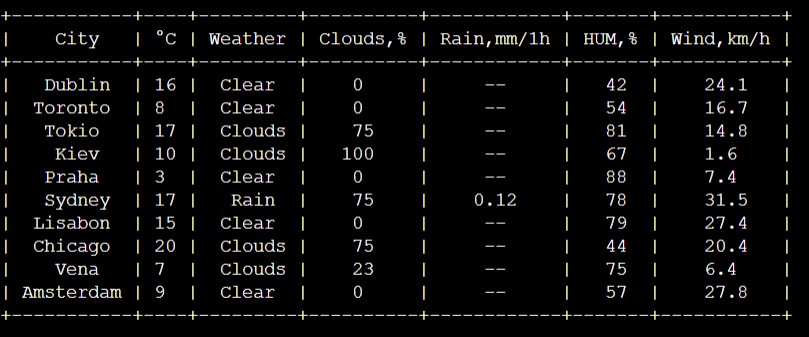 +-----------+----+---------+----------+------------+-------+-----------+
|    City   | °C | Weather | Clouds,% | Rain,mm/1h | HUM,% | Wind,km/h |
+-----------+----+---------+----------+------------+-------+-----------+
|   Dublin  | 16 |  Clear  |    0     |     --     |   42  |    24.1   |
|  Toronto  | 8  |  Clear  |    0     |     --     |   54  |    16.7   |
|   Tokio   | 17 |  Clouds |    75    |     --     |   81  |    14.8   |
|    Kiev   | 10 |  Clouds |   100    |     --     |   67  |    1.6    |
|   Praha   | 3  |  Clear  |    0     |     --     |   88  |    7.4    |
|   Sydney  | 17 |   Rain  |    75    |    0.12    |   78  |    31.5   |
|  Lisabon  | 15 |  Clear  |    0     |     --     |   79  |    27.4   |
|  Chicago  | 20 |  Clouds |    75    |     --     |   44  |    20.4   |
|    Vena   | 7  |  Clouds |    23    |     --     |   75  |    6.4    |
| Amsterdam | 9  |  Clear  |    0     |     --     |   57  |    27.8   |
+-----------+----+---------+----------+------------+-------+-----------+